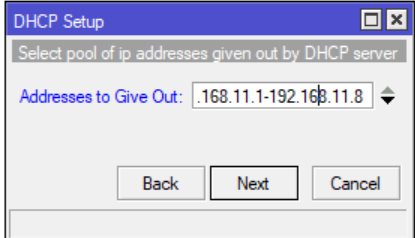 DHCP Setup
Select pool of ip addresses given out by DHCP server
Addresses to Give Out: .168.11.1-192.168.11.8
Back Next Cancel